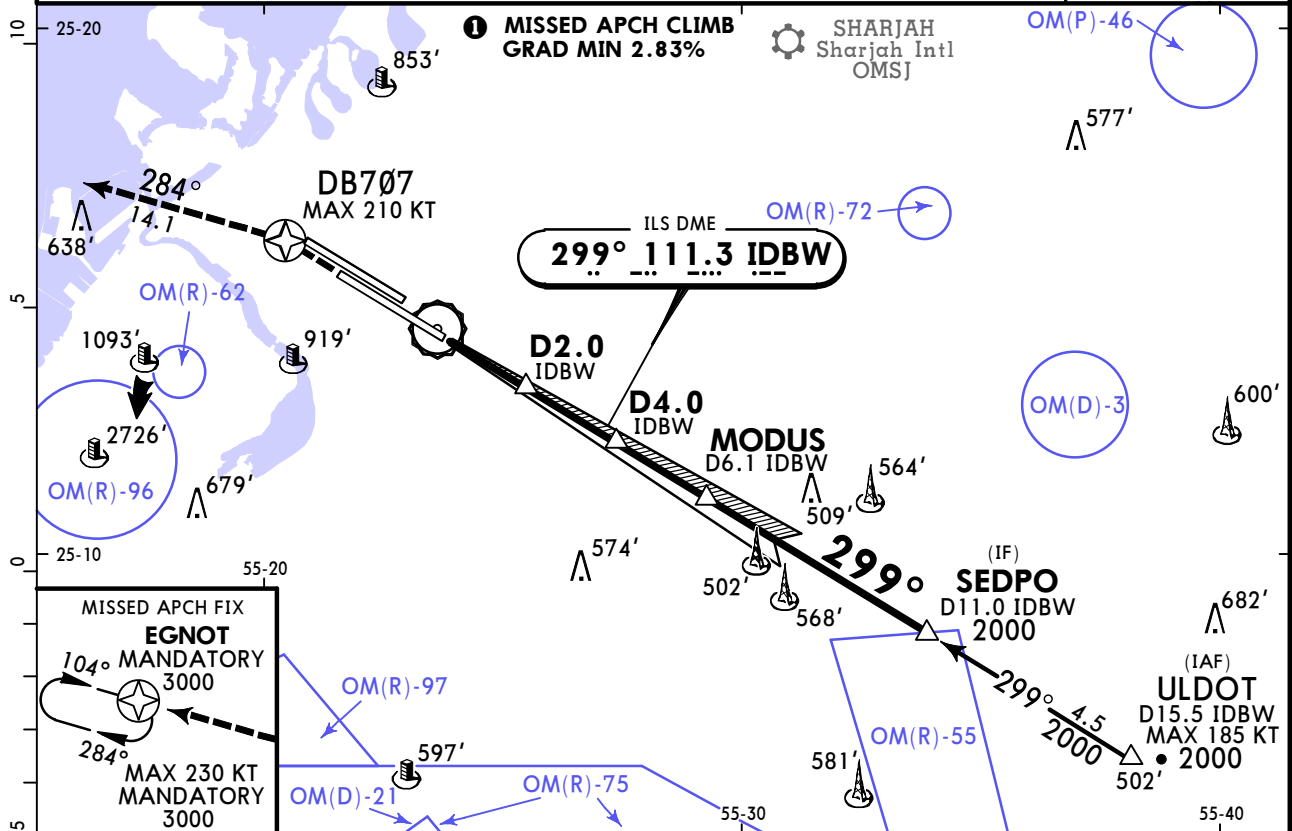 10
25-20
❶ MISSED APCH CLIMB
GRAD MIN 2.83%
SHARJAH
Sharjah Intl
OMSJ
OM(P)-46
853'
577'
284°
14.1
638'
DB7Ø7
MAX 210 KT
OM(R)-72
ILS DME
299° 111.3 IDBW
5
OM(R)-62
1093'
919'
D2.0
IDBW
D4.0
IDBW
MODUS
D6.1 IDBW
OM(D)-3
600'
2726'
OM(R)-96
679'
564'
509'
0
25-10
55-20
574'
502'
568'
299°
(IF)
SEDPO
D11.0 IDBW
2000
682'
MISSED APCH FIX
EGNOT
MANDATORY
3000
104°
284°
MAX 230 KT
MANDATORY
3000
OM(R)-97
597'
OM(D)-21
OM(R)-75
OM(R)-55
581'
299°
4.5
2000
(IAF)
ULDOT
D15.5 IDBW
MAX 185 KT
2000
502'
5
55-30
55-40